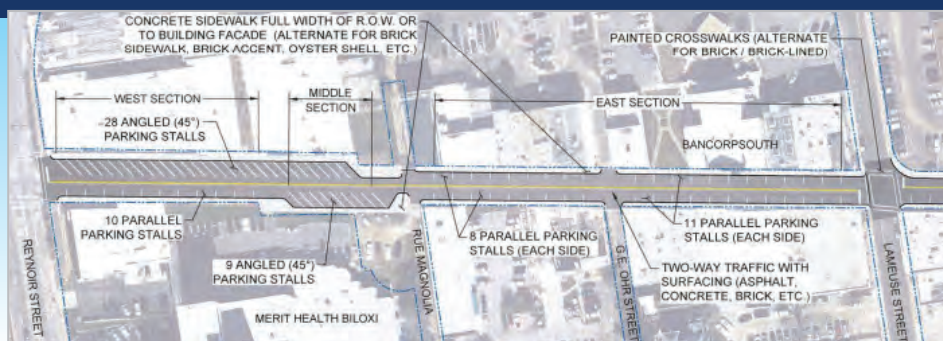 CONCRETE SIDEWALK FULL WIDTH OF R.O.W. OR
TO BUILDING FACADE (ALTERNATE FOR BRICK
SIDEWALK, BRICK ACCENT, OYSTER SHELL, ETC.)
PAINTED CROSSWALKS (ALTERNATE
FOR BRICK / BRICK-LINED)
WEST SECTION
MIDDLE
SECTION
EAST SECTION
28 ANGLED (45°)
PARKING STALLS
BANCORPSOUTH
10 PARALLEL
PARKING STALLS
9 ANGLED (45°)
PARKING STALLS
8 PARALLEL PARKING
STALLS (EACH SIDE)
11 PARALLEL PARKING
STALLS (EACH SIDE)
TWO-WAY TRAFFIC WITH
SURFACING (ASPHALT,
CONCRETE, BRICK, ETC.)
MERIT HEALTH BILOXI
REYNOIR STREET
RUE MAGNOLIA
G.E. OHR STREET
LAMEUSE STREET